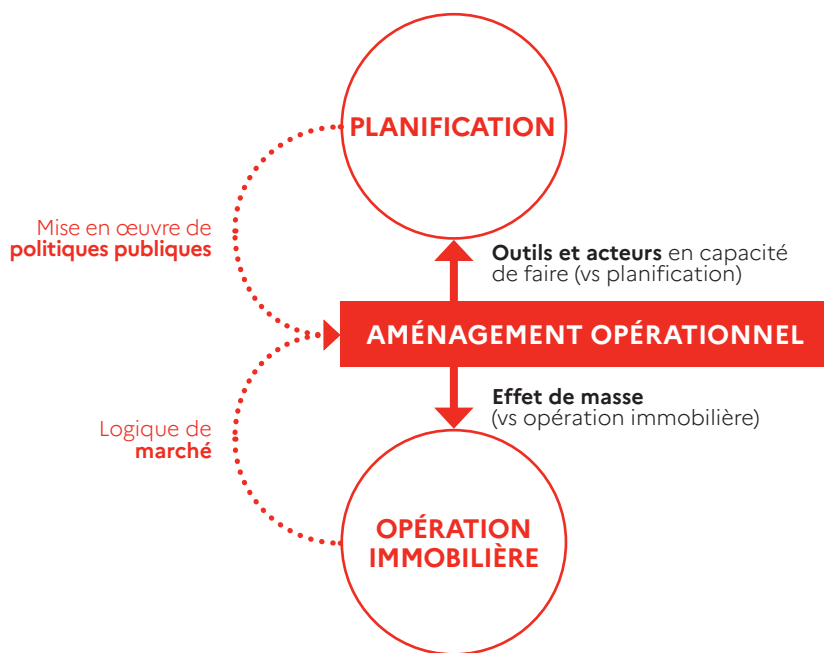 PLANIFICATION
Mise en œuvre de
politiques publiques
Outils et acteurs en capacité
de faire (vs planification)
AMÉNAGEMENT OPÉRATIONNEL
Effet de masse
(vs opération immobilière)
Logique de
marché
OPÉRATION
IMMOBILIÈRE